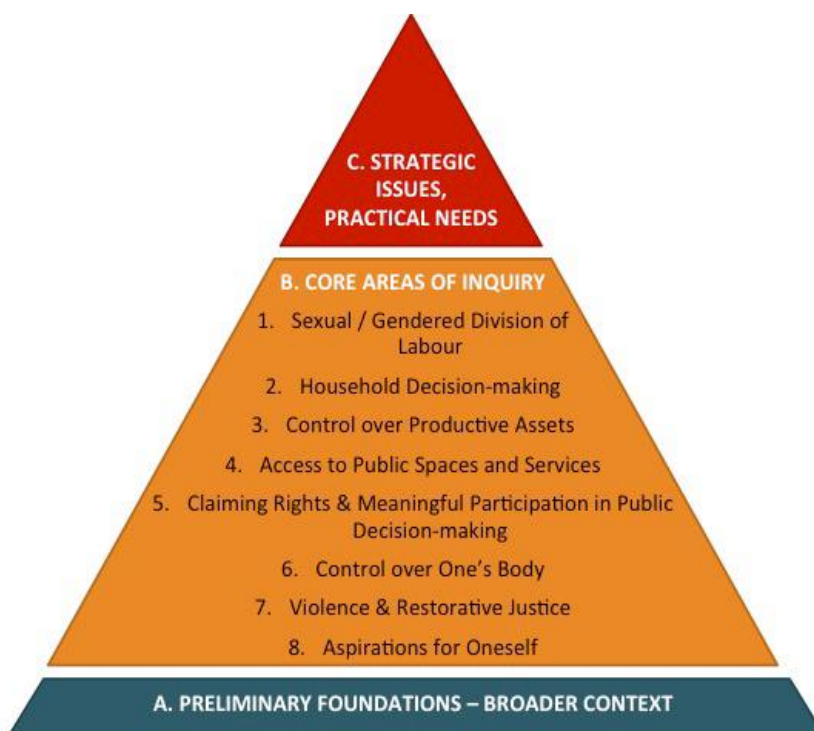 C. STRATEGIC
ISSUES,
PRACTICAL NEEDS
B. CORE AREAS OF INQUIRY
1. Sexual / Gendered Division of
Labour
2. Household Decision-making
3. Control over Productive Assets
4. Access to Public Spaces and Services
5. Claiming Rights & Meaningful Participation in Public
Decision-making
6. Control over One's Body
7. Violence & Restorative Justice
8. Aspirations for Oneself
A. PRELIMINARY FOUNDATIONS – BROADER CONTEXT